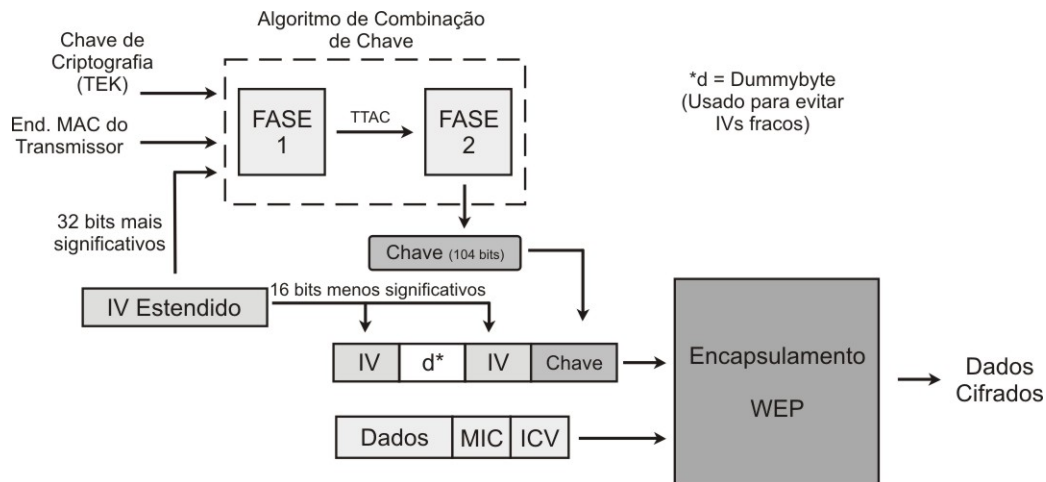 Algoritmo de Combinação
de Chave
Chave de
Criptografia
(TEK)
End. MAC do
Transmissor
FASE
1
TTAC
FASE
2
*d = Dummybyte
(Usado para evitar
IVs fracos)
32 bits mais
significativos
Chave (104 bits)
IV Estendido
16 bits menos significativos
IV
d*
IV
Chave
Encapsulamento
WEP
Dados
Cifrados
Dados
MIC
ICV